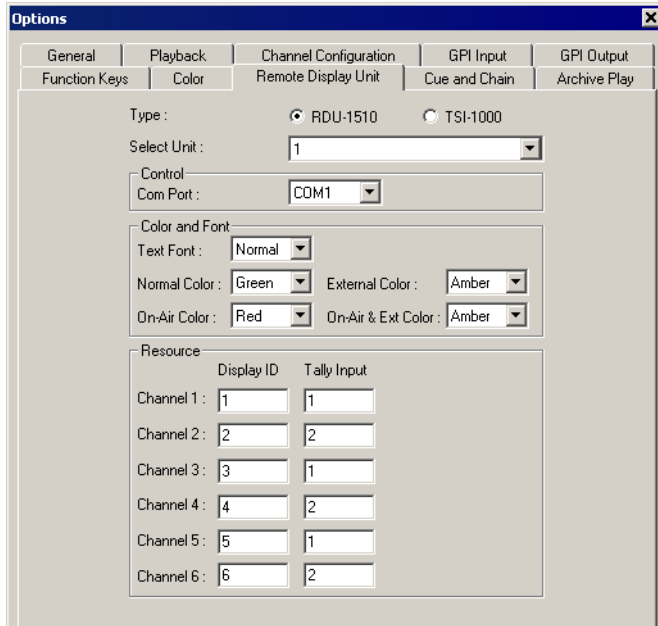 Options
General Playback Channel Configuration GPI Input GPI Output
Function Keys Color Remote Display Unit Cue and Chain Archive Play
Type : RDU-1510 TSI-1000
Select Unit : 1
Control
Com Port : COM1
Color and Font
Text Font : Normal
Normal Color : Green External Color : Amber
On-Air Color : Red On-Air & Ext Color : Amber
Resource
Display ID Tally Input
Channel 1 : 1 1
Channel 2 : 2 2
Channel 3 : 3 1
Channel 4 : 4 2
Channel 5 : 5 1
Channel 6 : 6 2